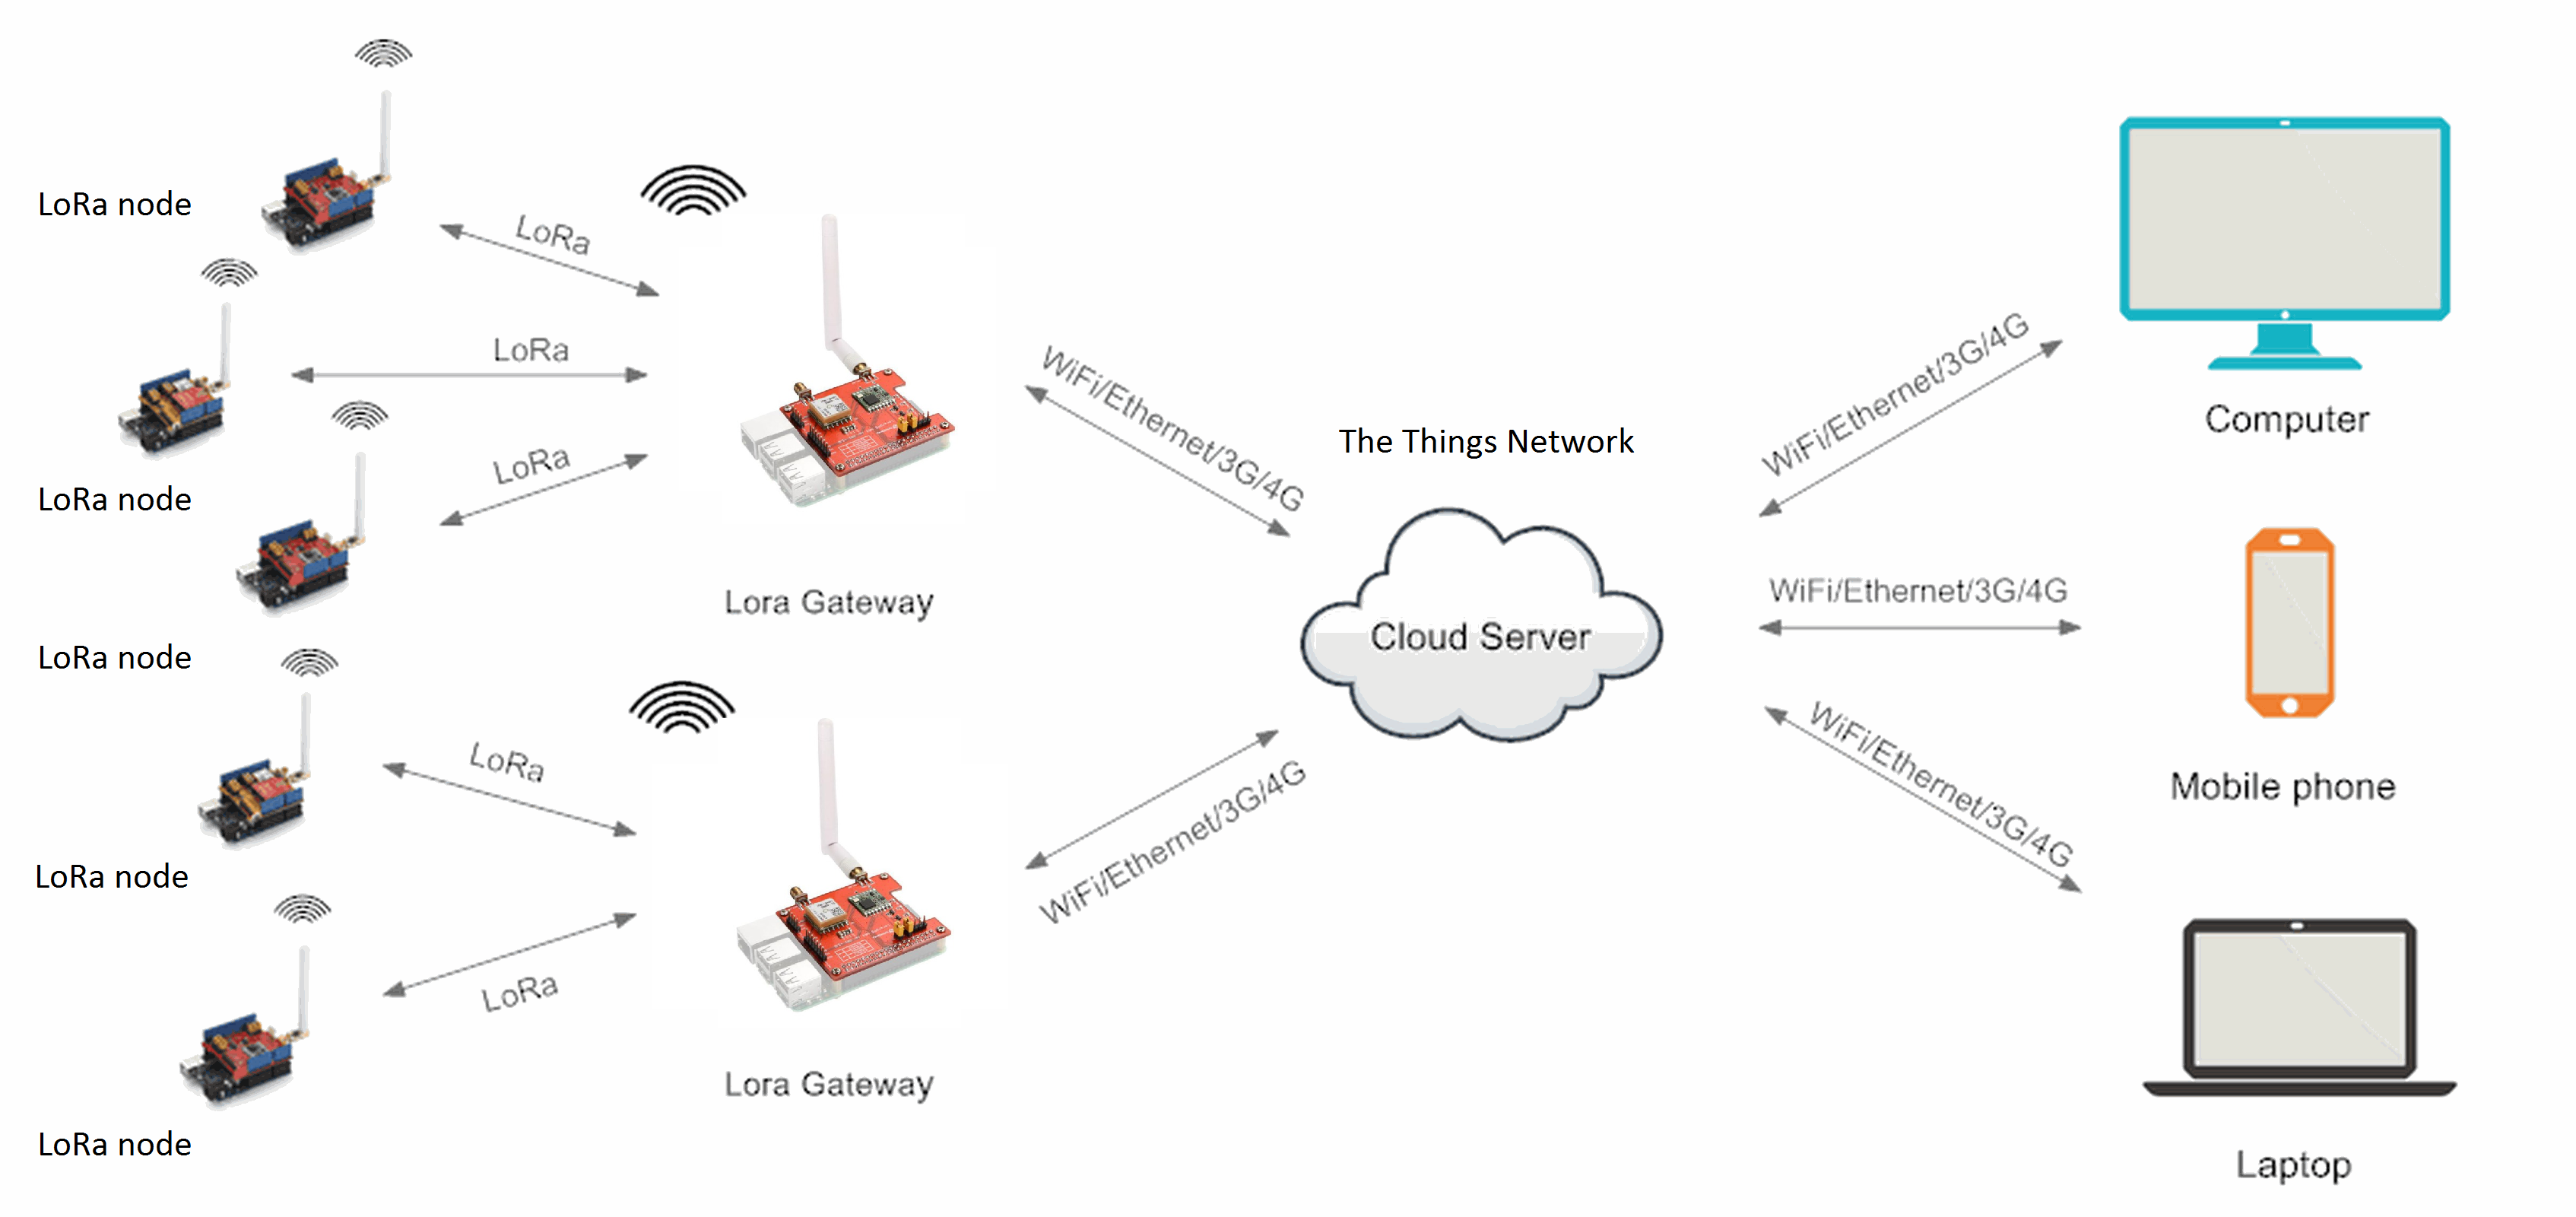 LoRa node
LoRa
LoRa
LoRa node
LoRa
LoRa node
Lora Gateway
WiFi/Ethernet/3G/4G
The Things Network
Cloud Server
WiFi/Ethernet/3G/4G
Computer
WiFi/Ethernet/3G/4G
Mobile phone
WiFi/Ethernet/3G/4G
Laptop
LoRa
LoRa node
LoRa
LoRa node
Lora Gateway
WiFi/Ethernet/3G/4G